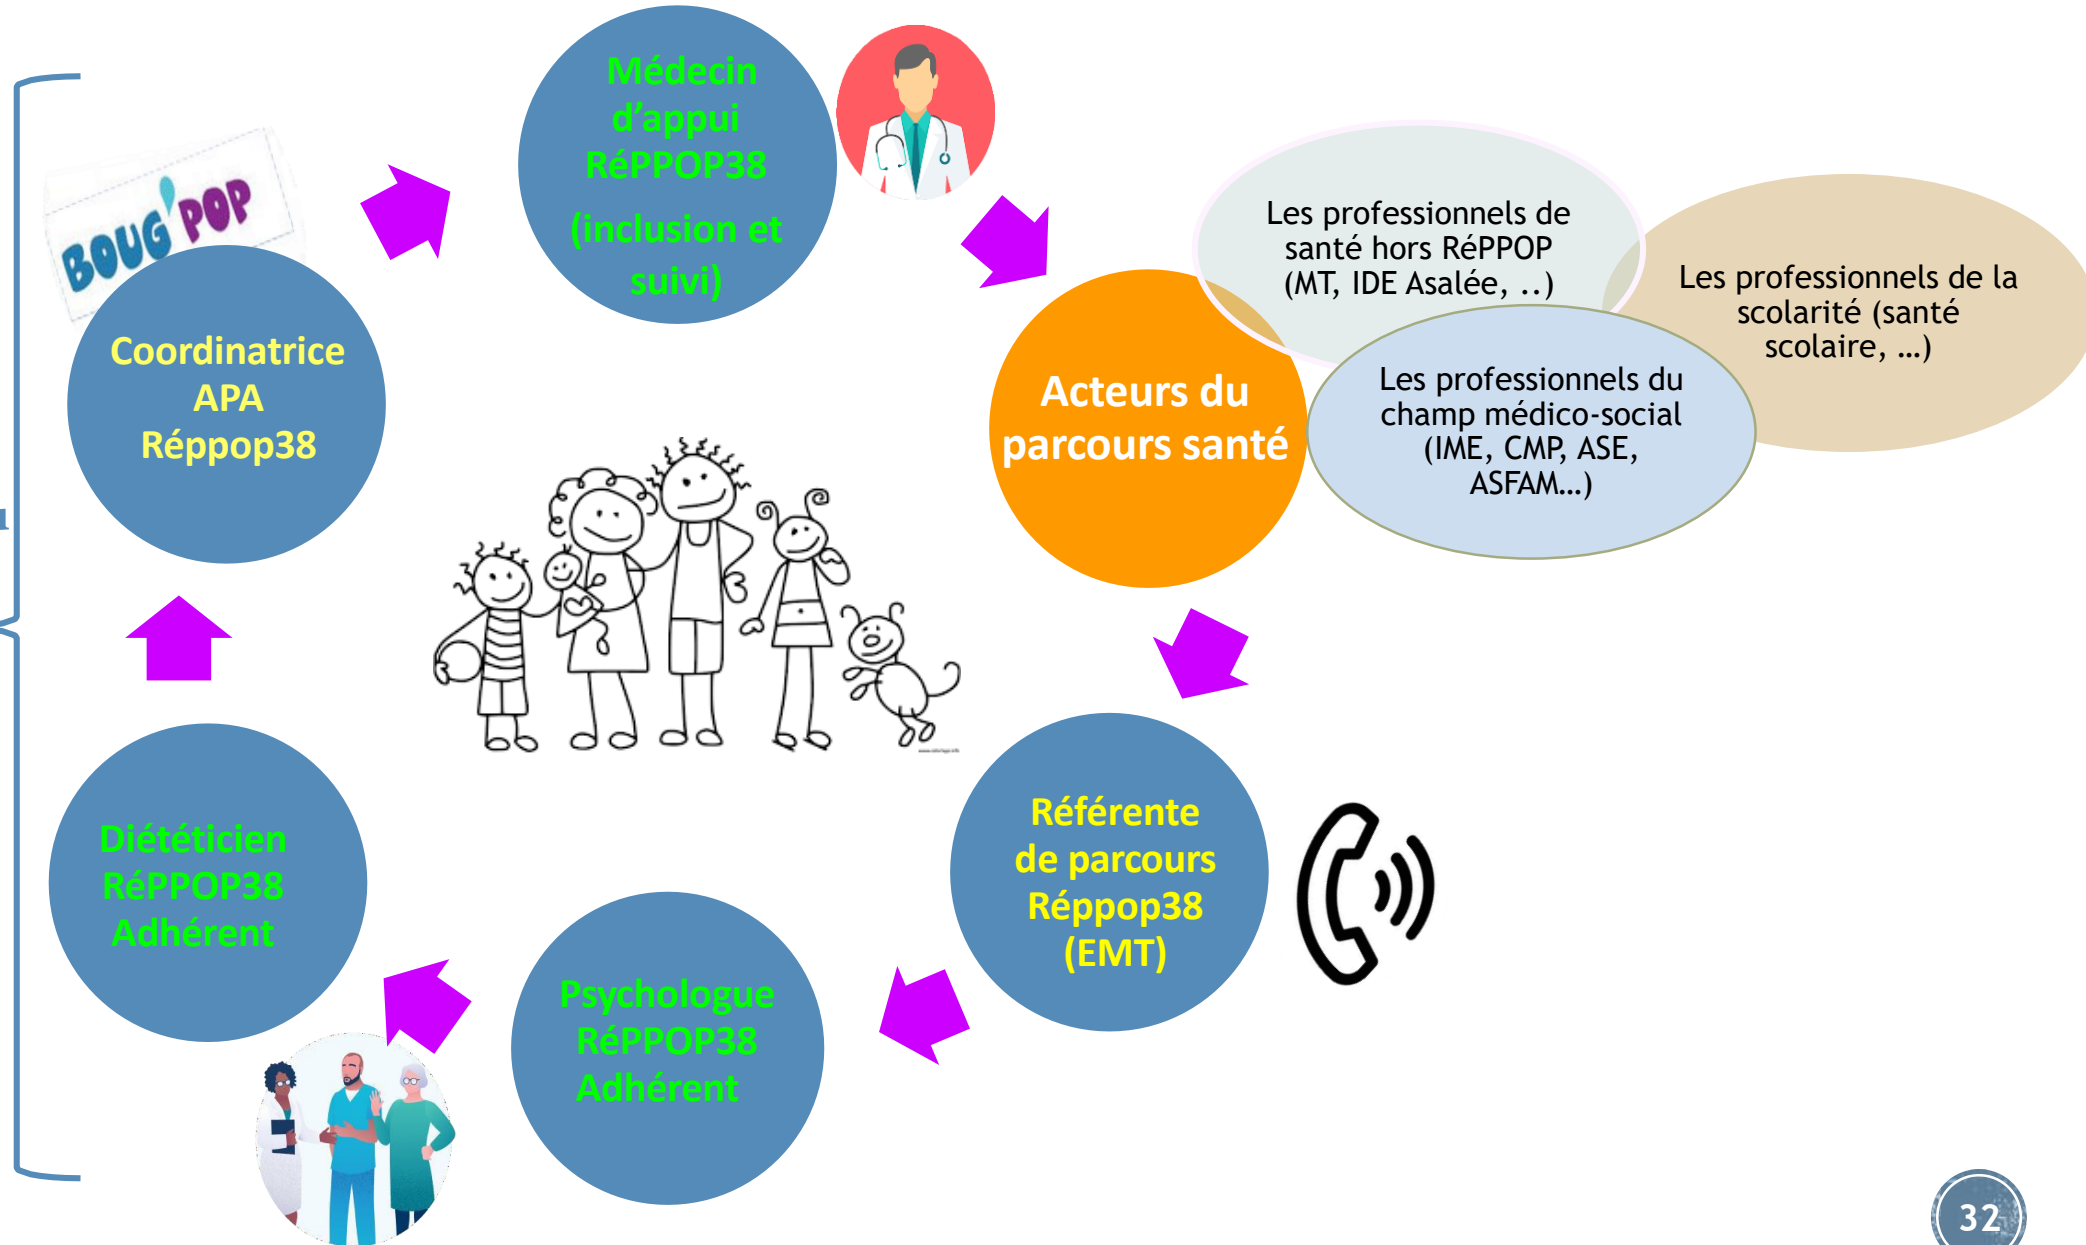 Médecin
d'appui
RéPPOP38
(inclusion et
suivi)
BOUG'POP
Coordinatrice
APA
Réppop38
Les professionnels de
santé hors RéPPOP
(MT, IDE Asalée, ..)
Les professionnels de la
scolarité (santé
scolaire, …)
Les professionnels du
champ médico-social
(IME, CMP, ASE,
ASFAM…)
Acteurs du
parcours santé
Référente
de parcours
Réppop38
(EMT)
Diététicien
RéPPOP38
Adhérent
Psychologue
RéPPOP38
Adhérent
32